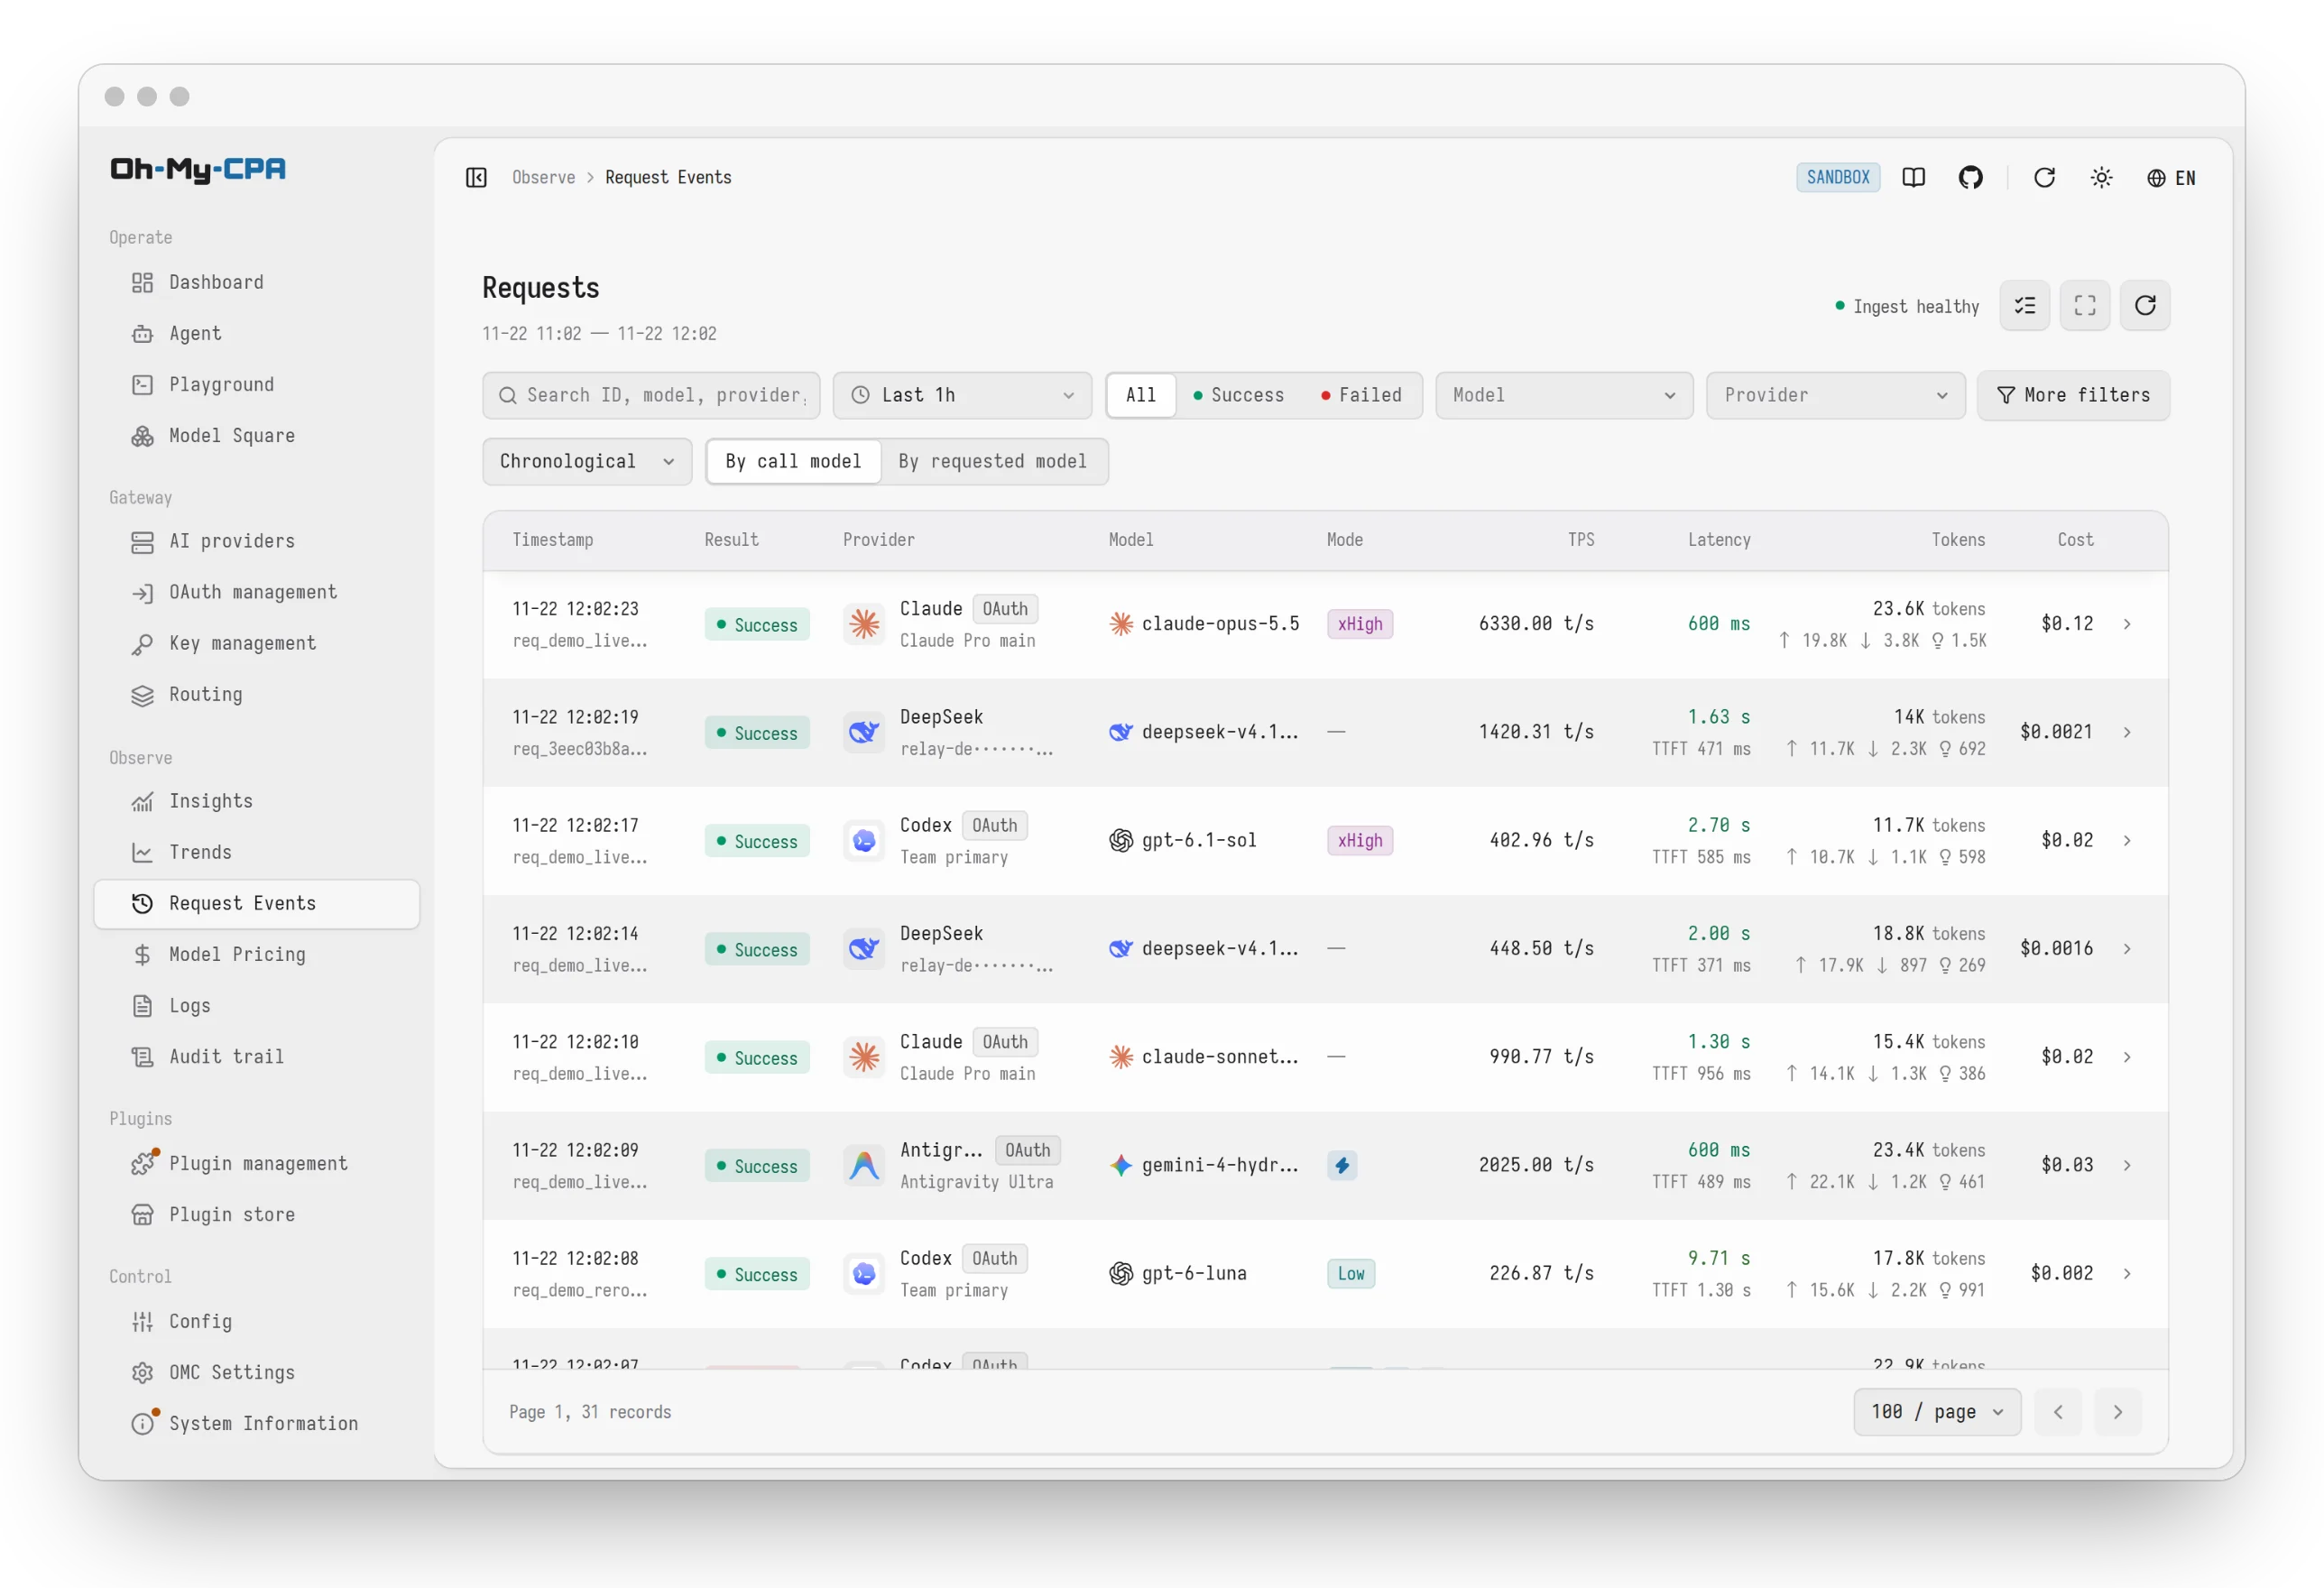 Oh-My-CPA
Operate
Dashboard
Agent
Playground
Model Square
Gateway
AI providers
OAuth management
Key management
Routing
Observe
Insights
Trends
Request Events
Model Pricing
Logs
Audit trail
Plugins
Plugin management
Plugin store
Control
Config
OMC Settings
System Information
Observe > Request Events
SANDBOX
EN
Requests
11-22 11:02 — 11-22 12:02
Ingest healthy
Search ID, model, provider,
Last 1h
All Success Failed
Model
Provider
More filters
Chronological
By call model By requested model
Timestamp Result Provider Model Mode TPS Latency Tokens Cost
11-22 12:02:23 Success Claude OAuth claude-opus-5.5 xHigh 6330.00 t/s 600 ms 23.6K tokens $0.12
req_demo_live... Claude Pro main ↑ 19.8K ↓ 3.8K 1.5K
11-22 12:02:19 Success DeepSeek deepseek-v4.1... — 1420.31 t/s 1.63 s 14K tokens $0.0021
req_3eec03b8a... relay-de·······... TTFT 471 ms ↑ 11.7K ↓ 2.3K 692
11-22 12:02:17 Success Codex OAuth gpt-6.1-sol xHigh 402.96 t/s 2.70 s 11.7K tokens $0.02
req_demo_live... Team primary TTFT 585 ms ↑ 10.7K ↓ 1.1K 598
11-22 12:02:14 Success DeepSeek deepseek-v4.1... — 448.50 t/s 2.00 s 18.8K tokens $0.0016
req_demo_live... relay-de·······... TTFT 371 ms ↑ 17.9K ↓ 897 269
11-22 12:02:10 Success Claude OAuth claude-sonnet... — 990.77 t/s 1.30 s 15.4K tokens $0.02
req_demo_live... Claude Pro main TTFT 956 ms ↑ 14.1K ↓ 1.3K 386
11-22 12:02:09 Success Antigr... OAuth gemini-4-hydr... 2025.00 t/s 600 ms 23.4K tokens $0.03
req_demo_live... Antigravity Ultra TTFT 489 ms ↑ 22.1K ↓ 1.2K 461
11-22 12:02:08 Success Codex OAuth gpt-6-luna Low 226.87 t/s 9.71 s 17.8K tokens $0.002
req_demo_rero... Team primary TTFT 1.30 s ↑ 15.6K ↓ 2.2K 991
11-22 12:02:07 Codex OAuth 22.9K tokens
Page 1, 31 records
100 / page